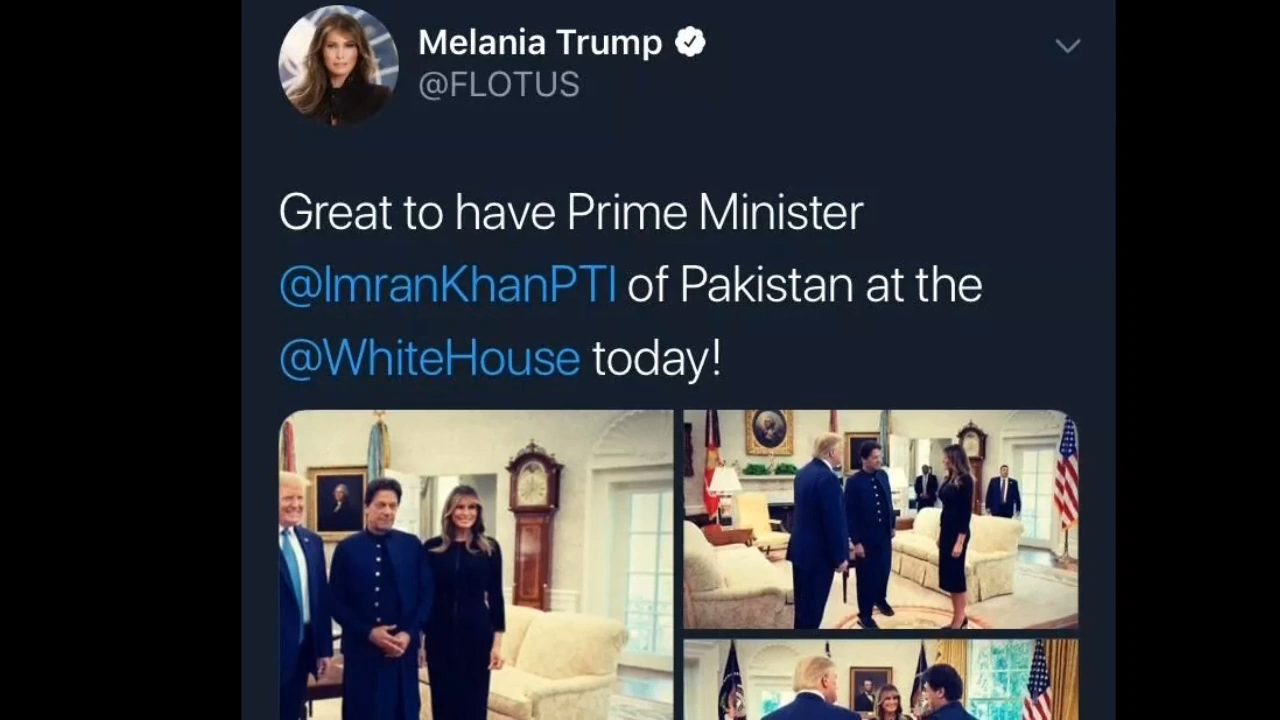 Melania Trump
@FLOTUS
Great to have Prime Minister
@ImranKhanPTI of Pakistan at the
@WhiteHouse today!